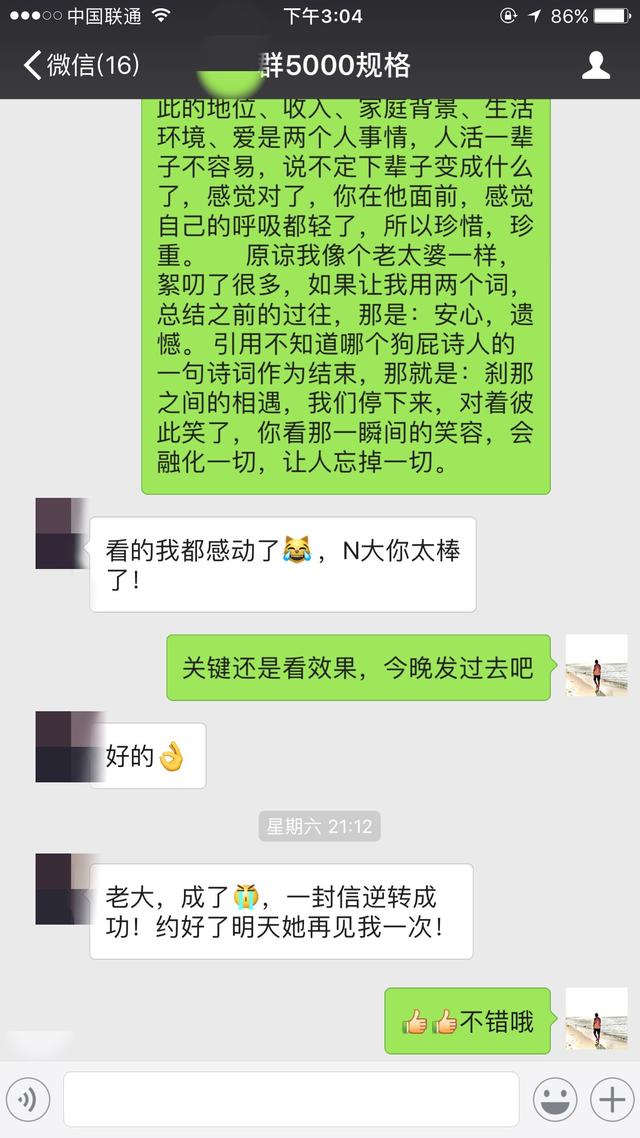 中国联通 下午3:04 86%
微信(16) 群5000规格
此的地位、收入、家庭背景、生活
环境、爱是两个人事情，人活一辈
子不容易，说不定下辈子变成什么
了，感觉对了，你在他面前，感觉
自己的呼吸都轻了，所以珍惜，珍
重。 原谅我像个老太婆一样，
絮叨了很多，如果让我用两个词，
总结之前的过往，那是：安心，遗
憾。 引用不知道哪个狗屁诗人的
一句诗词作为结束，那就是：刹那
之间的相遇，我们停下来，对着彼
此笑了，你看那一瞬间的笑容，会
融化一切，让人忘掉一切。
看的我都感动了😹，N大你太棒
了！
关键还是看效果，今晚发过去吧
好的👌
星期六 21:12
老大，成了😭，一封信逆转成
功！约好了明天她再见我一次！
👍👍不错哦